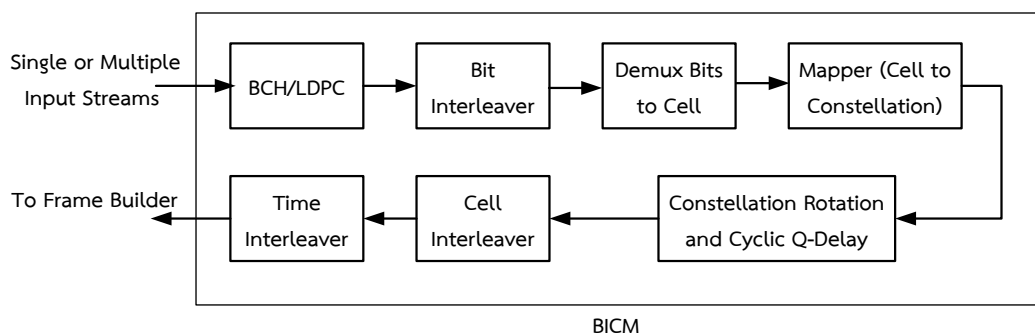 Single or Multiple
Input Streams
BCH/LDPC
Bit
Interleaver
Demux Bits
to Cell
Mapper (Cell to
Constellation)
To Frame Builder
Time
Interleaver
Cell
Interleaver
Constellation Rotation
and Cyclic Q-Delay
BICM